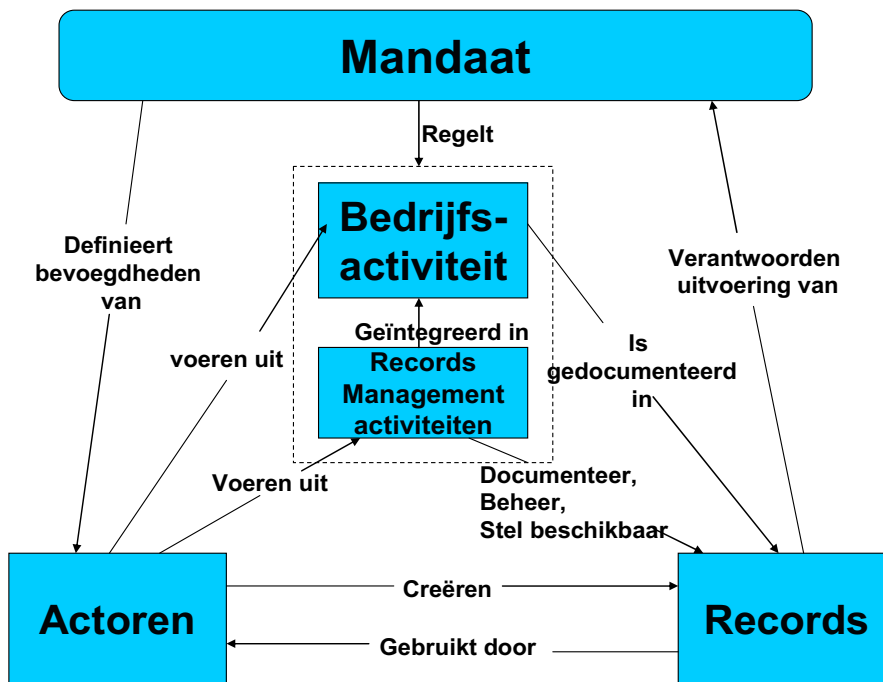 Mandaat
Regelt
Bedrijfs-
activiteit
Definieert
bevoegdheden
van
Verantwoorden
uitvoering van
Geïntegreerd in
voeren uit
Records
Management
activiteiten
Is
gedocumenteerd
in
Voeren uit
Documenteer,
Beheer,
Stel beschikbaar
Actoren
Creëren
Gebruikt door
Records